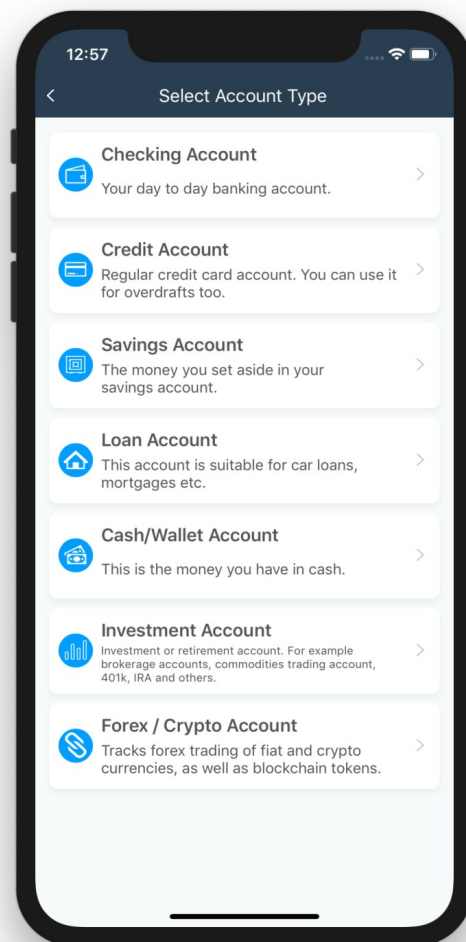 12:57
Select Account Type
Checking Account
Your day to day banking account.
Credit Account
Regular credit card account. You can use it
for overdrafts too.
Savings Account
The money you set aside in your
savings account.
Loan Account
This account is suitable for car loans,
mortgages etc.
Cash/Wallet Account
This is the money you have in cash.
Investment Account
Investment or retirement account. For example
brokerage accounts, commodities trading account,
401k, IRA and others.
Forex / Crypto Account
Tracks forex trading of fiat and crypto
currencies, as well as blockchain tokens.